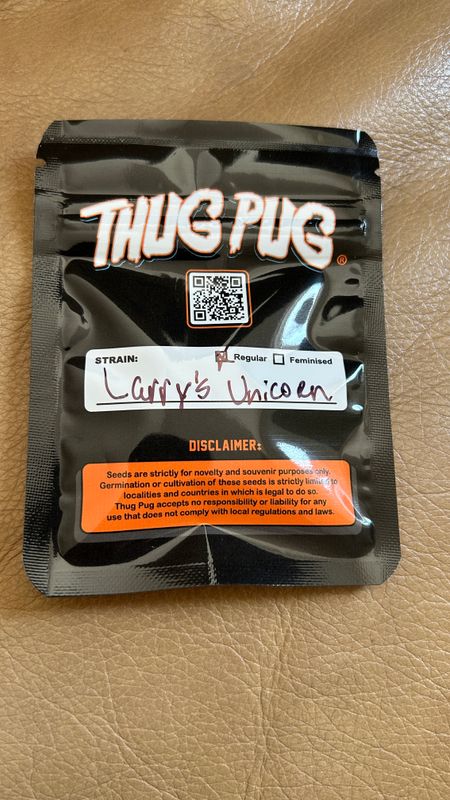 THUG PUG®
STRAIN: Regular Feminised
Larry's Unicorn
DISCLAIMER:
Seeds are strictly for novelty and souvenir purposes only.
Germination or cultivation of these seeds is strictly limited to
localities and countries in which is legal to do so.
Thug Pug accepts no responsibility or liability for any
use that does not comply with local regulations and laws.